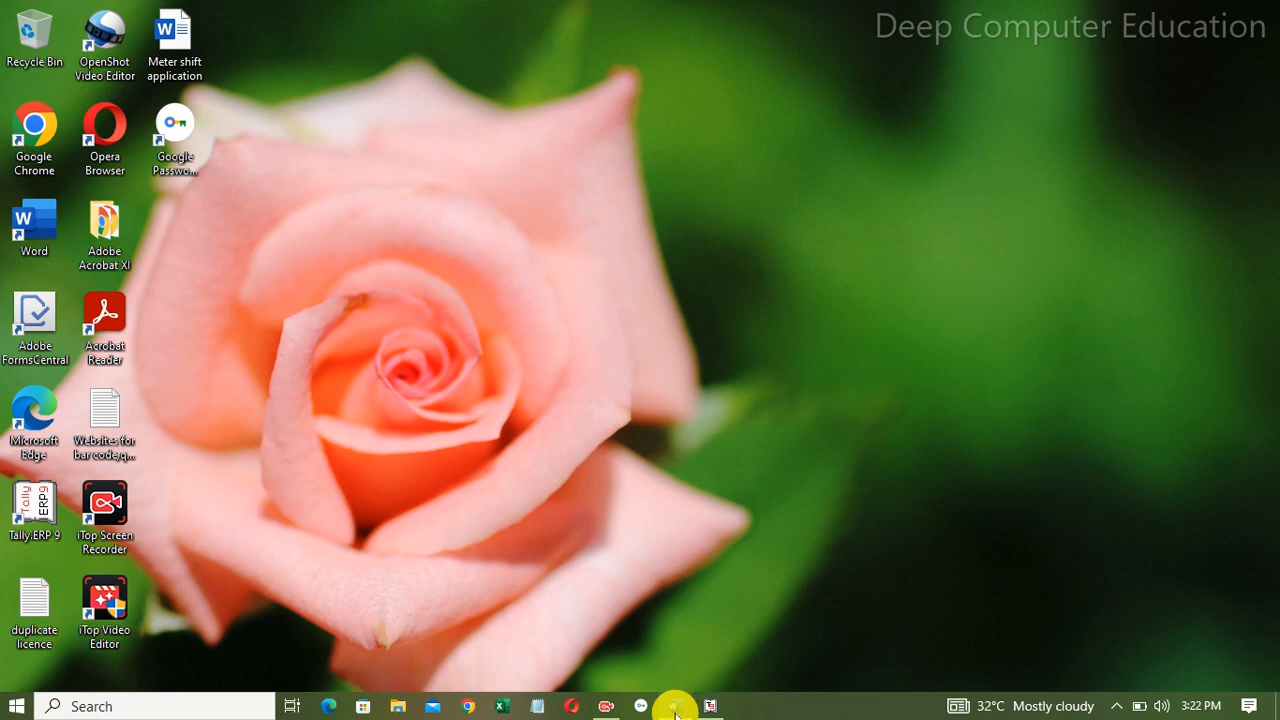 Deep Computer Education
Recycle Bin
OpenShot
Video Editor
Meter shift
application
Google
Chrome
Opera
Browser
Google
Passwo...
Word
Adobe
Acrobat XI
Adobe
FormsCentral
Acrobat
Reader
Microsoft
Edge
Websites for
bar code,q...
Tally.ERP 9
iTop Screen
Recorder
duplicate
licence
iTop Video
Editor
Search
32°C Mostly cloudy
3:22 PM